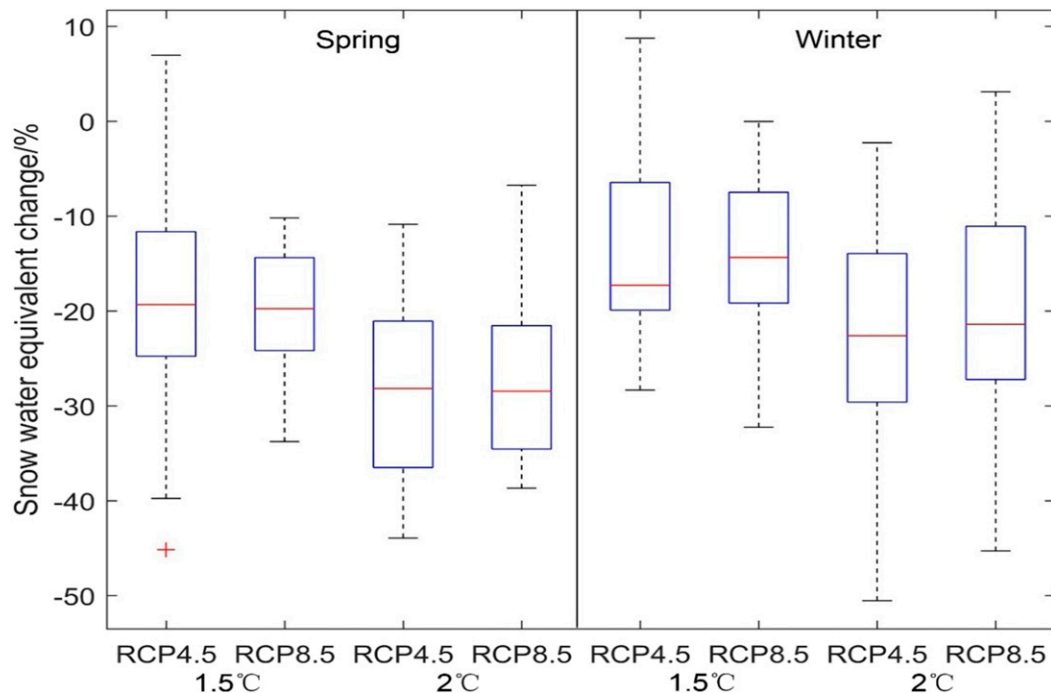 Snow water equivalent change/%
10
0
-10
-20
-30
-40
-50
Spring
Winter
RCP4.5 RCP8.5 RCP4.5 RCP8.5 RCP4.5 RCP8.5 RCP4.5 RCP8.5
1.5℃ 2℃ 1.5℃ 2℃